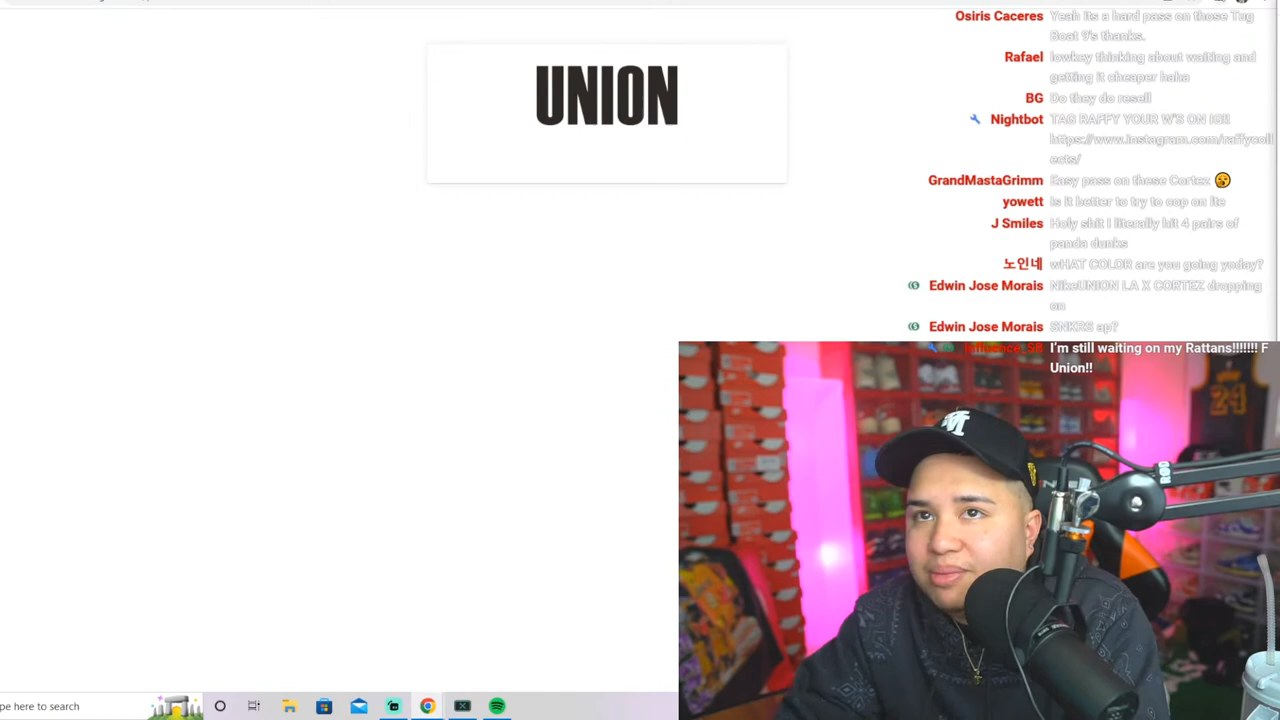 UNION
Osiris Caceres Yeah its a hard pass on those Tug
Boat 9's thanks.
Rafael lowkey thinking about waiting and
getting it cheaper haha
BG Do they do resell
Nightbot TAG RAFFY YOUR W'S ON IG!!!
https://www.instagram.com/raffycoll
ects/
GrandMastaGrimm Easy pass on these Cortez
yowett Is it better to try to cop on lte
J Smiles Holy shit I literally hit 4 pairs of
panda dunks
노인네 wHAT COLOR are you going yoday?
Edwin Jose Morais NikeUNION LA X CORTEZ dropping
on
Edwin Jose Morais SNKRS ap?
Influence_SB I'm still waiting on my Rattans!!!!!!! F
Union!!
M
24
RØDE
pe here to search